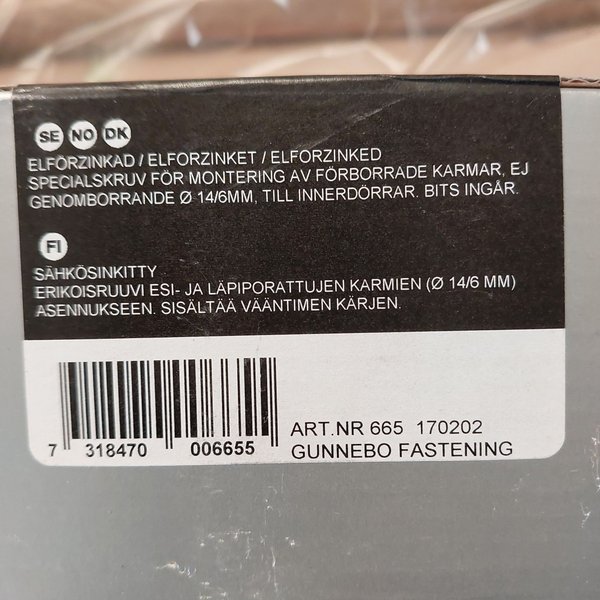 SE NO DK
ELFÖRZINKAD / ELFORZINKET / ELFORZINKED
SPECIALSKRUV FÖR MONTERING AV FÖRBORRADE KARMAR, EJ
GENOMBORRANDE Ø 14/6MM, TILL INNERDÖRRAR. BITS INGÅR.
FI
SÄHKÖSINKITTY
ERIKOISRUUVI ESI- JA LÄPIPORATTUJEN KARMIEN (Ø 14/6 MM)
ASENNUKSEEN. SISÄLTÄÄ VÄÄNTIMEN KÄRJEN.
7 318470 006655
ART.NR 665 170202
GUNNEBO FASTENING